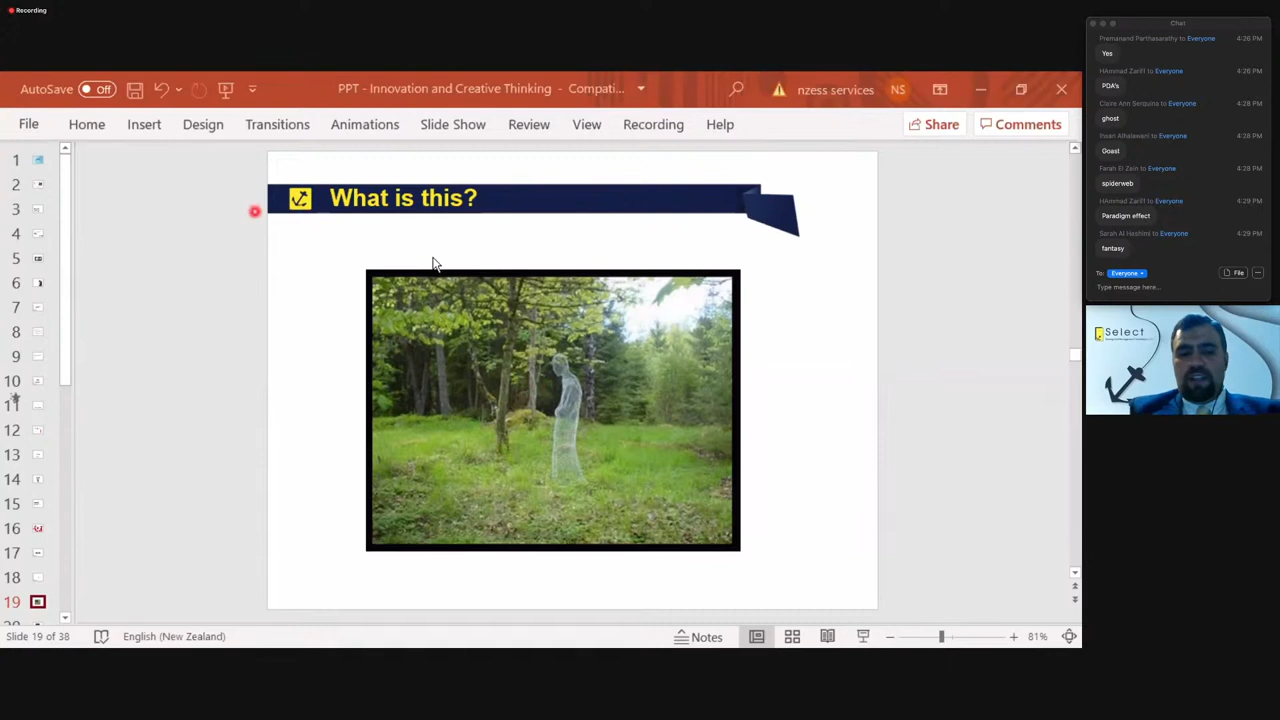 Recording
Chat
Premanand Parthasarathy to Everyone 4:26 PM
Yes
HAmmad Zariff to Everyone 4:26 PM
PDA's
Claire Ann Serquina to Everyone 4:28 PM
ghost
Ihsan Alhalawani to Everyone 4:28 PM
Goast
Farah El Zein to Everyone 4:28 PM
spiderweb
HAmmad Zariff to Everyone 4:29 PM
Paradigm effect
Sarah Al Hashimi to Everyone 4:29 PM
fantasy
To: Everyone File
Type message here...
AutoSave Off PPT - Innovation and Creative Thinking - Compati... nzess services NS
File Home Insert Design Transitions Animations Slide Show Review View Recording Help Share Comments
1
2
3
4
5
6
7
8
9
10
11
12
13
14
15
16
17
18
19
What is this?
Select
Slide 19 of 38 English (New Zealand) Notes 81%